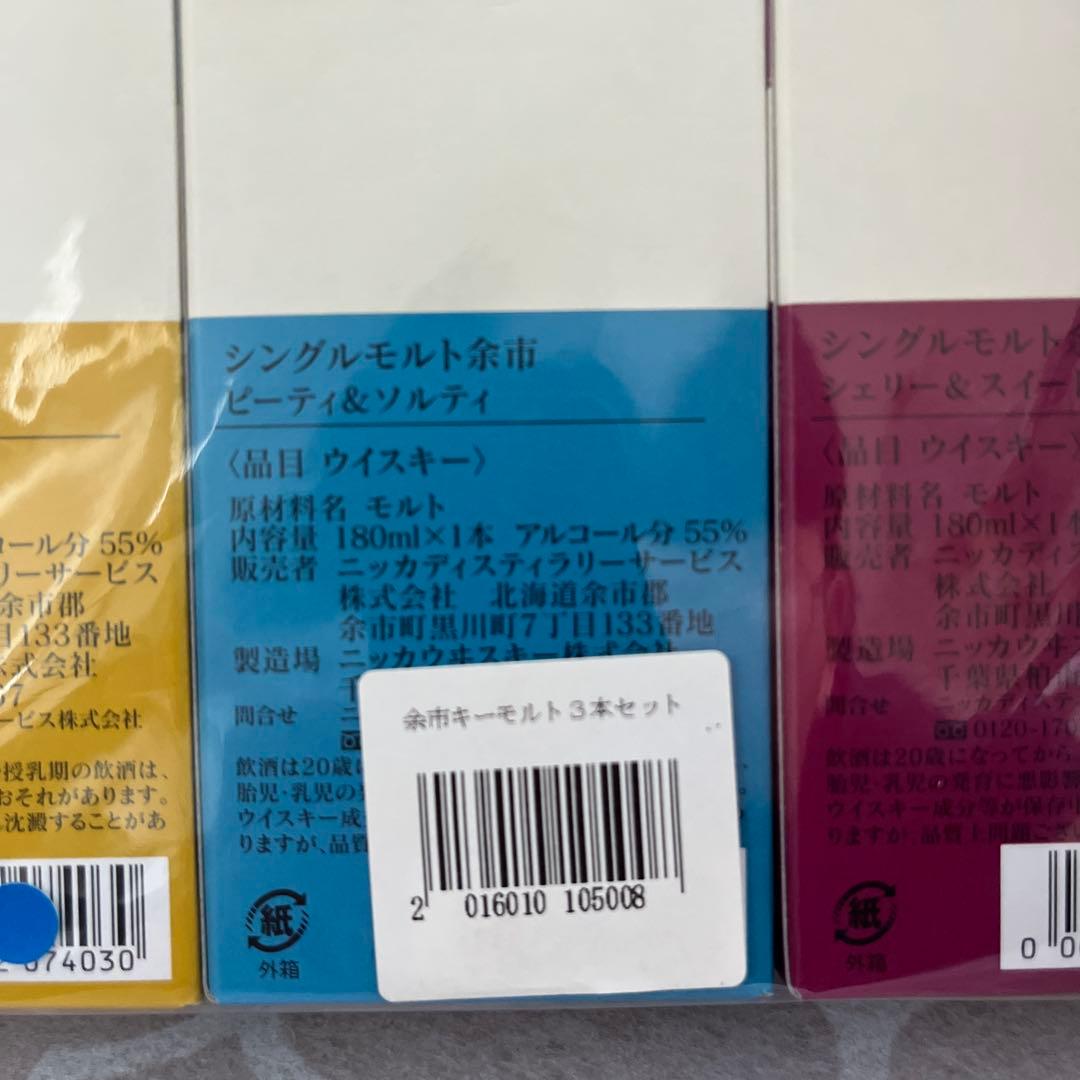 ール分 55%
リーサービス
余市郡
目133番地
株式会社
67
ービス株式会社
授乳期の飲酒は、
おそれがあります。
沈澱することがあ
074030
シングルモルト余市
ピーティ&ソルティ
〈品目 ウイスキー〉
原材料名 モルト
内容量 180ml×1本 アルコール分 55%
販売者 ニッカディスティラリーサービス
株式会社 北海道余市郡
余市町黒川町7丁目133番地
製造場 ニッカウヰスキー株式会社
問合せ
飲酒は20歳に
胎児・乳児の発
ウイスキー成
りますが、品質
紙
外箱
余市キーモルト3本セット
2 016010 105008
シングルモルト
シェリー&スイー
〈品目 ウイスキー〉
原材料名 モルト
内容量 180ml×1本
販売者 ニッカディス
株式会社
余市町黒川
製造場 ニッカウヰ
千葉県柏
問合せ ニッカディステ
0120-170
飲酒は20歳になってから
胎児・乳児の発育に悪影
ウイスキー成分等が保存中
りますが、品質上問題ござ
紙
外箱
0